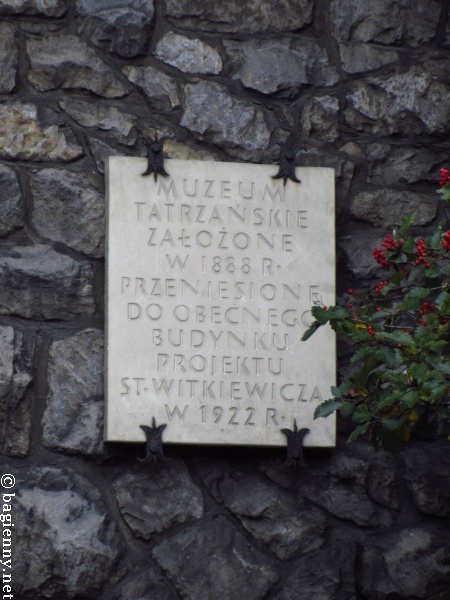 MUZEUM
TATRZAŃSKIE
ZAŁOŻONE
W 1888 R·
PRZENIESIONE
DO OBECNEGO
BUDYNKU
PROJEKTU
ST·WITKIEWICZA
W 1922 R·
© bagienny.net